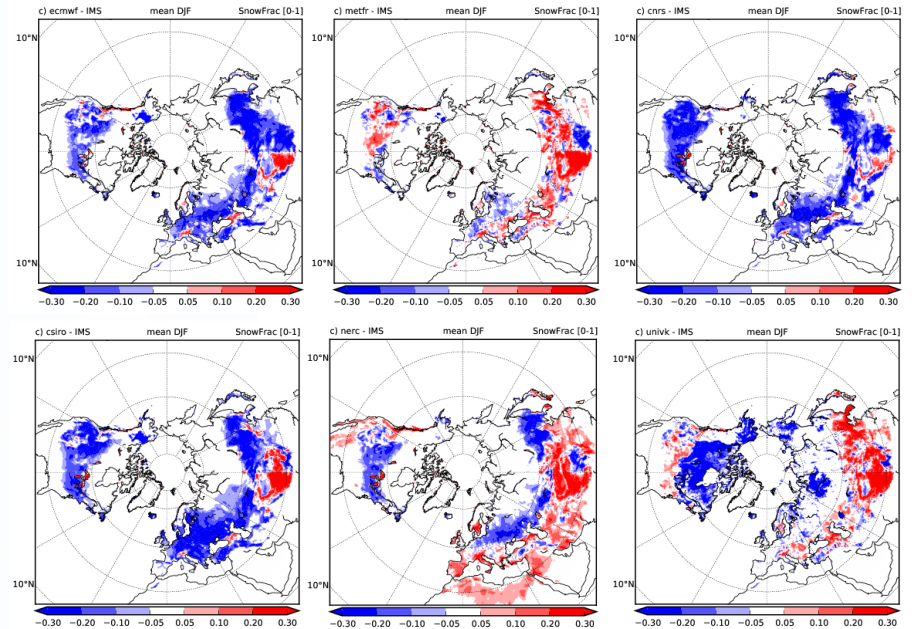 c) ecmwf - IMS mean DJF SnowFrac [0-1]
c) metfr - IMS mean DJF SnowFrac [0-1]
c) cnrs - IMS mean DJF SnowFrac [0-1]
10°N
10°N
10°N
10°N
10°N
10°N
−0.30 −0.20 −0.10 −0.05 0.05 0.10 0.20 0.30
−0.30 −0.20 −0.10 −0.05 0.05 0.10 0.20 0.30
−0.30 −0.20 −0.10 −0.05 0.05 0.10 0.20 0.30
c) csiro - IMS mean DJF SnowFrac [0-1]
c) nerc - IMS mean DJF SnowFrac [0-1]
c) univk - IMS mean DJF SnowFrac [0-1]
10°N
10°N
10°N
10°N
10°N
10°N
−0.30 −0.20 −0.10 −0.05 0.05 0.10 0.20 0.30
−0.30 −0.20 −0.10 −0.05 0.05 0.10 0.20 0.30
−0.30 −0.20 −0.10 −0.05 0.05 0.10 0.20 0.30